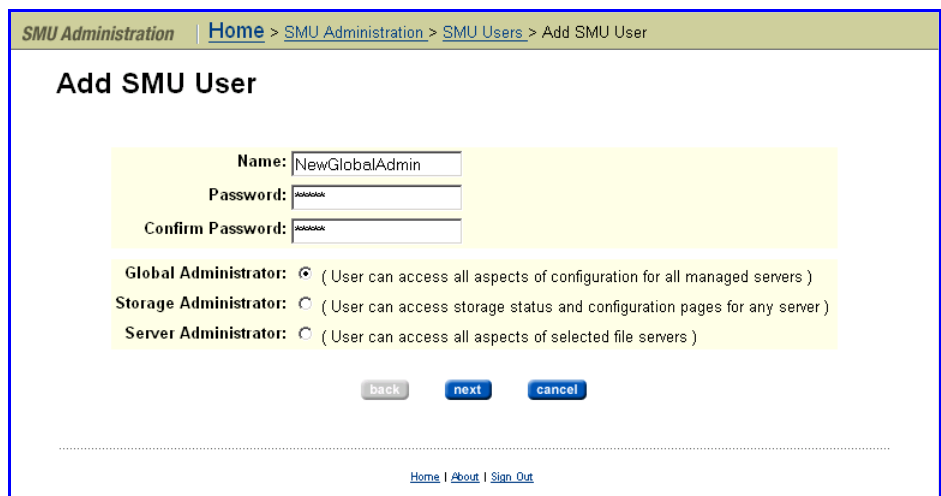 SMU Administration | Home > SMU Administration > SMU Users > Add SMU User
Add SMU User
Name: NewGlobalAdmin
Password: *****
Confirm Password: *****
Global Administrator: ( User can access all aspects of configuration for all managed servers )
Storage Administrator: ( User can access storage status and configuration pages for any server )
Server Administrator: ( User can access all aspects of selected file servers )
back next cancel
Home | About | Sign Out